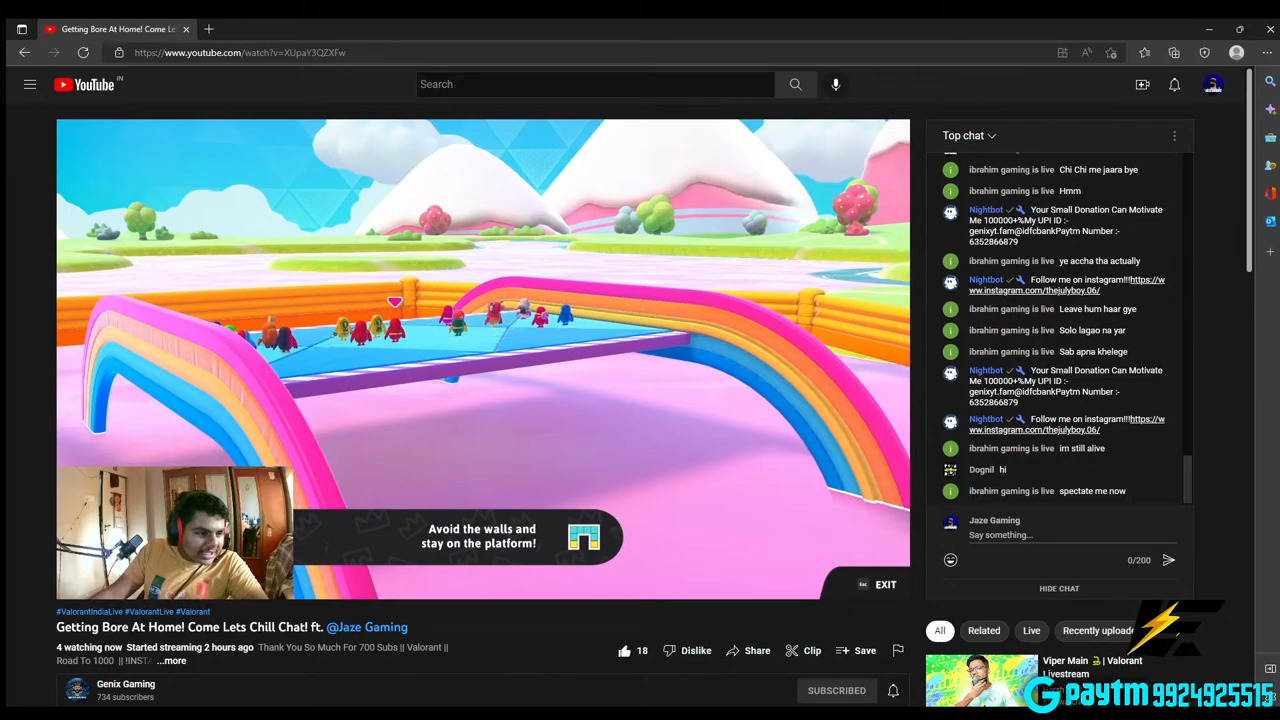 Getting Bore At Home! Come Lets
https://www.youtube.com/watch?v=XUpaY3QZXFw
YouTube IN
Search
Top chat
ibrahim gaming is live Chi Chi me jaara bye
ibrahim gaming is live Hmm
Nightbot Your Small Donation Can Motivate
Me 100000+%My UPI ID :-
genixyt.fam@idfcbankPaytm Number :-
6352866879
ibrahim gaming is live ye accha tha actually
Nightbot Follow me on instagram!!!https://w
ww.instagram.com/thejulyboy.06/
ibrahim gaming is live Leave hum haar gye
ibrahim gaming is live Solo lagao na yar
ibrahim gaming is live Sab apna khelege
Nightbot Your Small Donation Can Motivate
Me 100000+%My UPI ID :-
genixyt.fam@idfcbankPaytm Number :-
6352866879
Nightbot Follow me on instagram!!!https://w
ww.instagram.com/thejulyboy.06/
ibrahim gaming is live im still alive
Dognil hi
ibrahim gaming is live spectate me now
Jaze Gaming
Say something...
0/200
HIDE CHAT
Avoid the walls and
stay on the platform!
Esc EXIT
#ValorantIndiaLive #ValorantLive #Valorant
Getting Bore At Home! Come Lets Chill Chat! ft. @Jaze Gaming
4 watching now Started streaming 2 hours ago Thank You So Much For 700 Subs || Valorant ||
Road To 1000 || !INSTA ...more
18 Dislike Share Clip Save
Genix Gaming
734 subscribers
SUBSCRIBED
All Related Live Recently uploade
Viper Main | Valorant
Livestream
paytm 9924925515